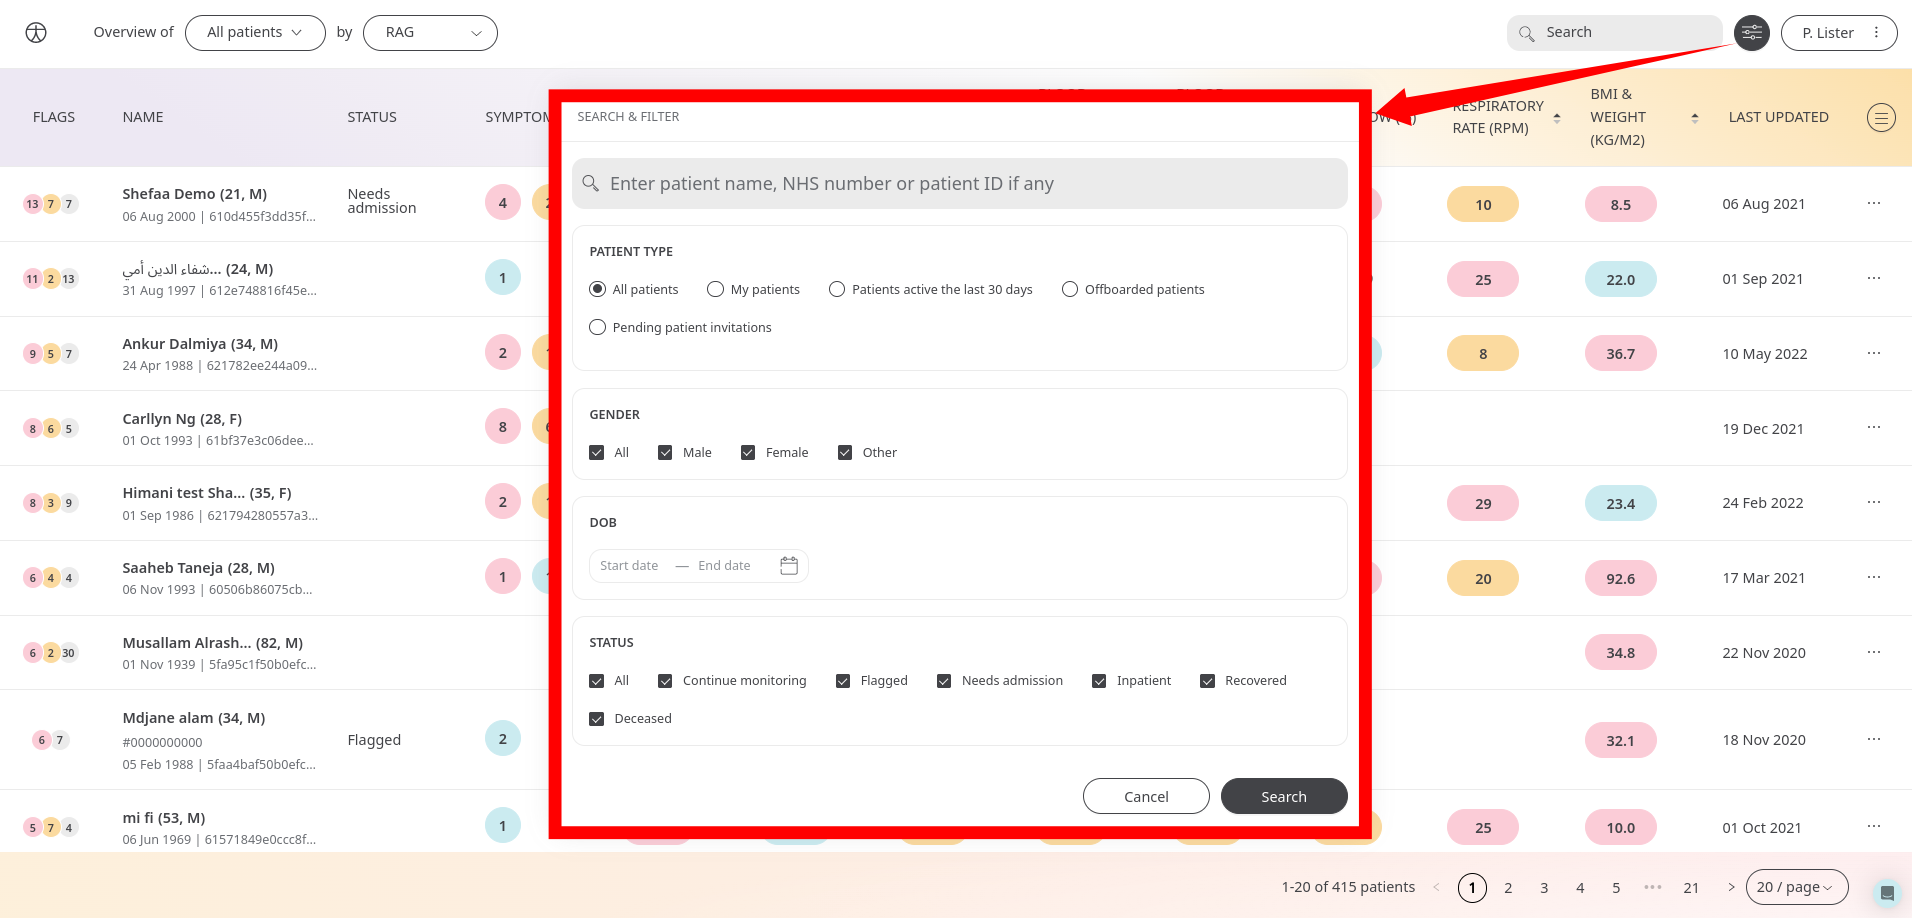 Overview of All patients by RAG Search P. Lister
FLAGS NAME STATUS RESPIRATORY RATE (RPM) BMI & WEIGHT (KG/M2) LAST UPDATED
SEARCH & FILTER
Enter patient name, NHS number or patient ID if any
PATIENT TYPE
All patients My patients Patients active the last 30 days Offboarded patients
Pending patient invitations
GENDER
All Male Female Other
DOB
Start date — End date
STATUS
All Continue monitoring Flagged Needs admission Inpatient Recovered
Deceased
Cancel Search
13 7 7 Shefaa Demo (21, M) Needs admission 4 10 8.5 06 Aug 2021 ...
06 Aug 2000 | 610d455f3dd35f...
11 2 13 شفاء الدين أمي... (24, M) 1 25 22.0 01 Sep 2021 ...
31 Aug 1997 | 612e748816f45e...
9 5 7 Ankur Dalmiya (34, M) 2 8 36.7 10 May 2022 ...
24 Apr 1988 | 621782ee244a09...
8 6 5 Carllyn Ng (28, F) 8 19 Dec 2021 ...
01 Oct 1993 | 61bf37e3c06dee...
8 3 9 Himani test Sha... (35, F) 2 29 23.4 24 Feb 2022 ...
01 Sep 1986 | 621794280557a3...
6 4 4 Saaheb Taneja (28, M) 1 20 92.6 17 Mar 2021 ...
06 Nov 1993 | 60506b86075cb...
6 2 30 Musallam Alrash... (82, M) 34.8 22 Nov 2020 ...
01 Nov 1939 | 5fa95c1f50b0efc...
6 7 Mdjane alam (34, M) Flagged 2 32.1 18 Nov 2020 ...
#0000000000
05 Feb 1988 | 5faa4baf50b0efc...
5 7 4 mi fi (53, M) 1 25 10.0 01 Oct 2021 ...
06 Jun 1969 | 61571849e0ccc8f...
1-20 of 415 patients < 1 2 3 4 5 ••• 21 > 20 / page